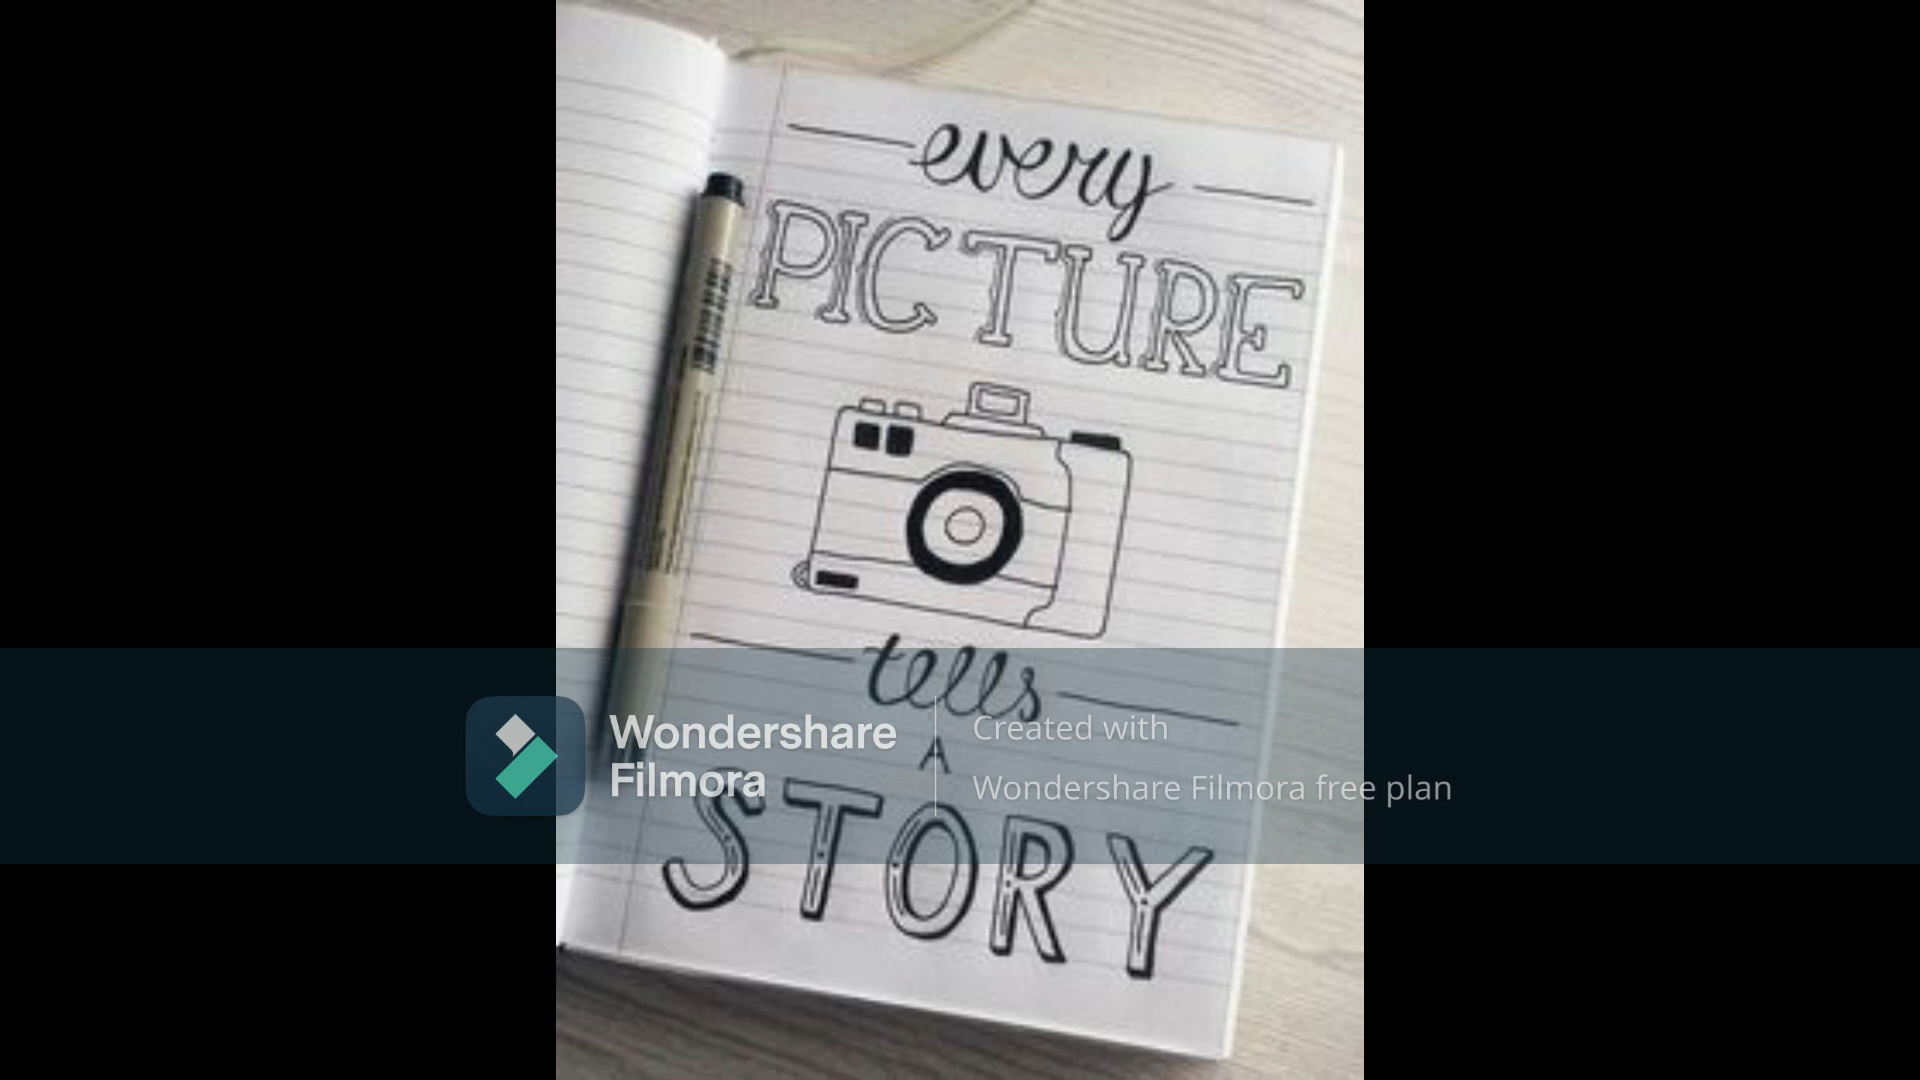 every
PICTURE
tells
A
STORY
Wondershare
Filmora
Created with
Wondershare Filmora free plan